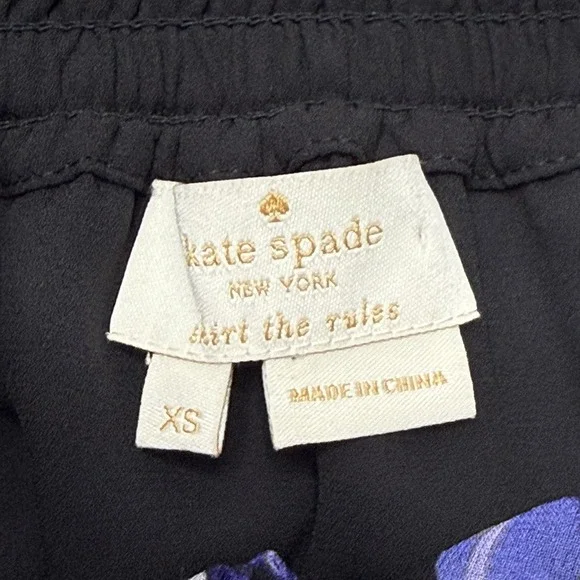 kate spade
NEW YORK
skirt the rules
XS
MADE IN CHINA